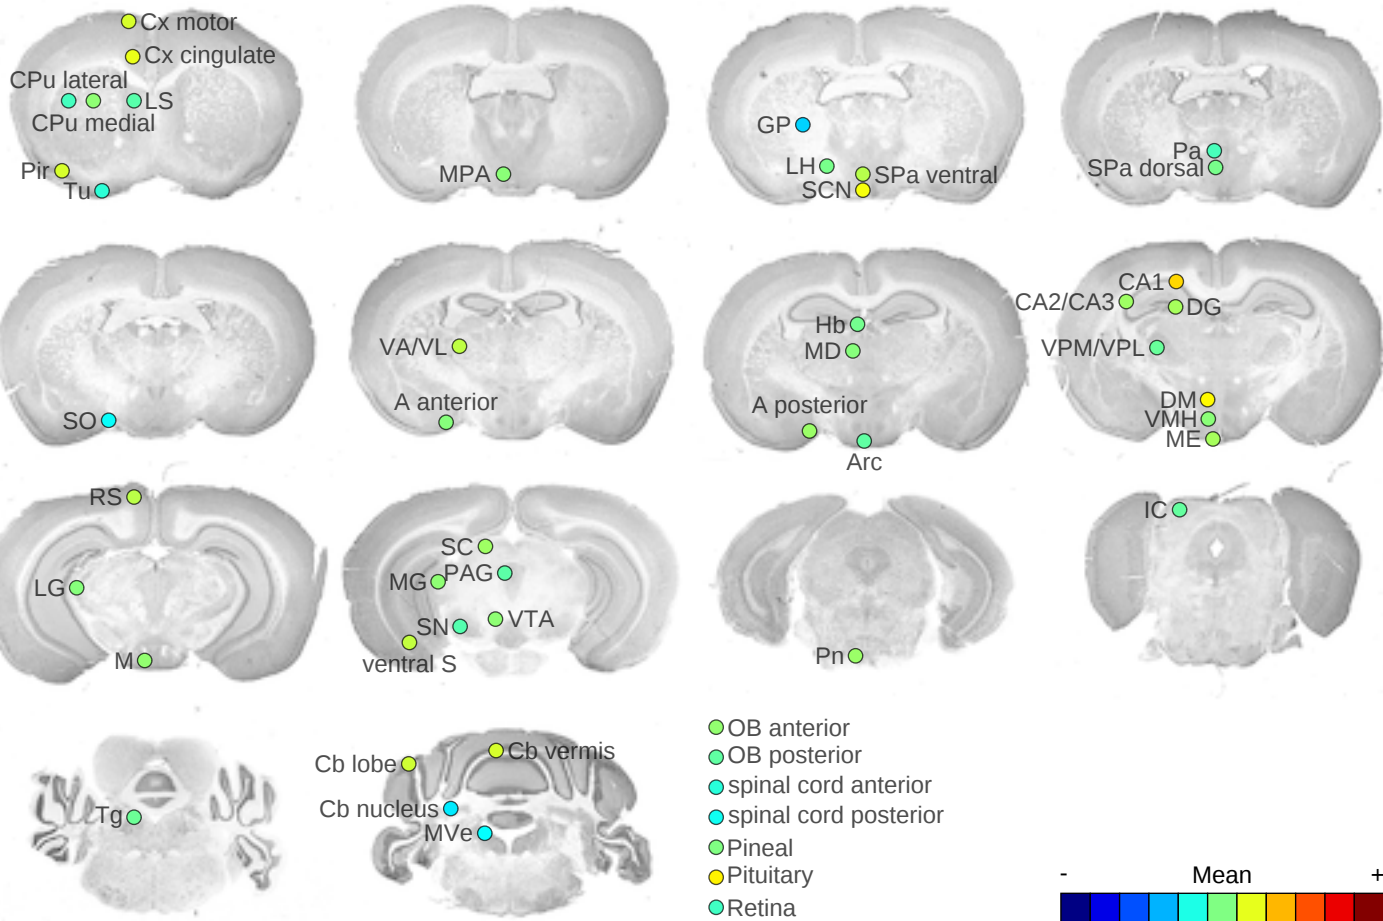 Cx motor
Cx cingulate
CPu lateral
LS
CPu medial
Pir
Tu
MPA
GP
LH
SPa ventral
SCN
Pa
SPa dorsal
SO
VA/VL
A anterior
Hb
MD
A posterior
Arc
CA1
CA2/CA3
DG
VPM/VPL
DM
VMH
ME
RS
LG
M
SC
MG
PAG
SN
VTA
ventral S
Pn
IC
Tg
Cb lobe
Cb vermis
Cb nucleus
MVe
OB anterior
OB posterior
spinal cord anterior
spinal cord posterior
Pineal
Pituitary
Retina
- Mean +